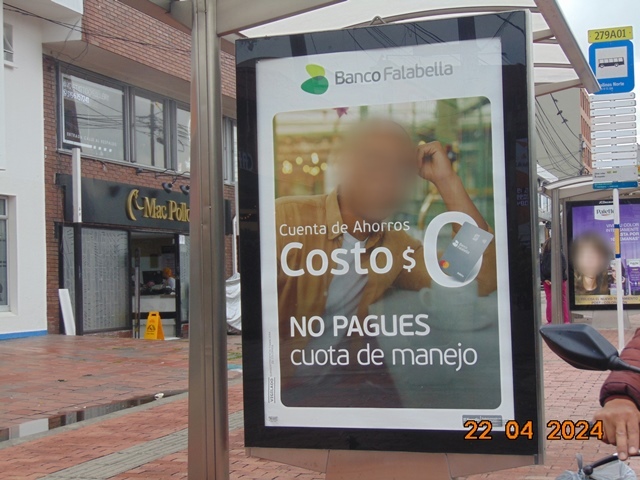 279A01
Banco Falabella
Mac Pollo
Cuenta de Ahorros
Costo $0
NO PAGUES
cuota de manejo
22 04 2024